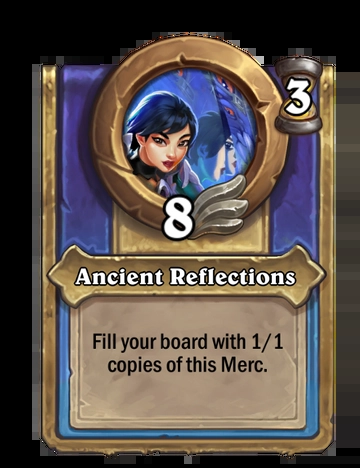 3
8
Ancient Reflections
Fill your board with 1/1
copies of this Merc.